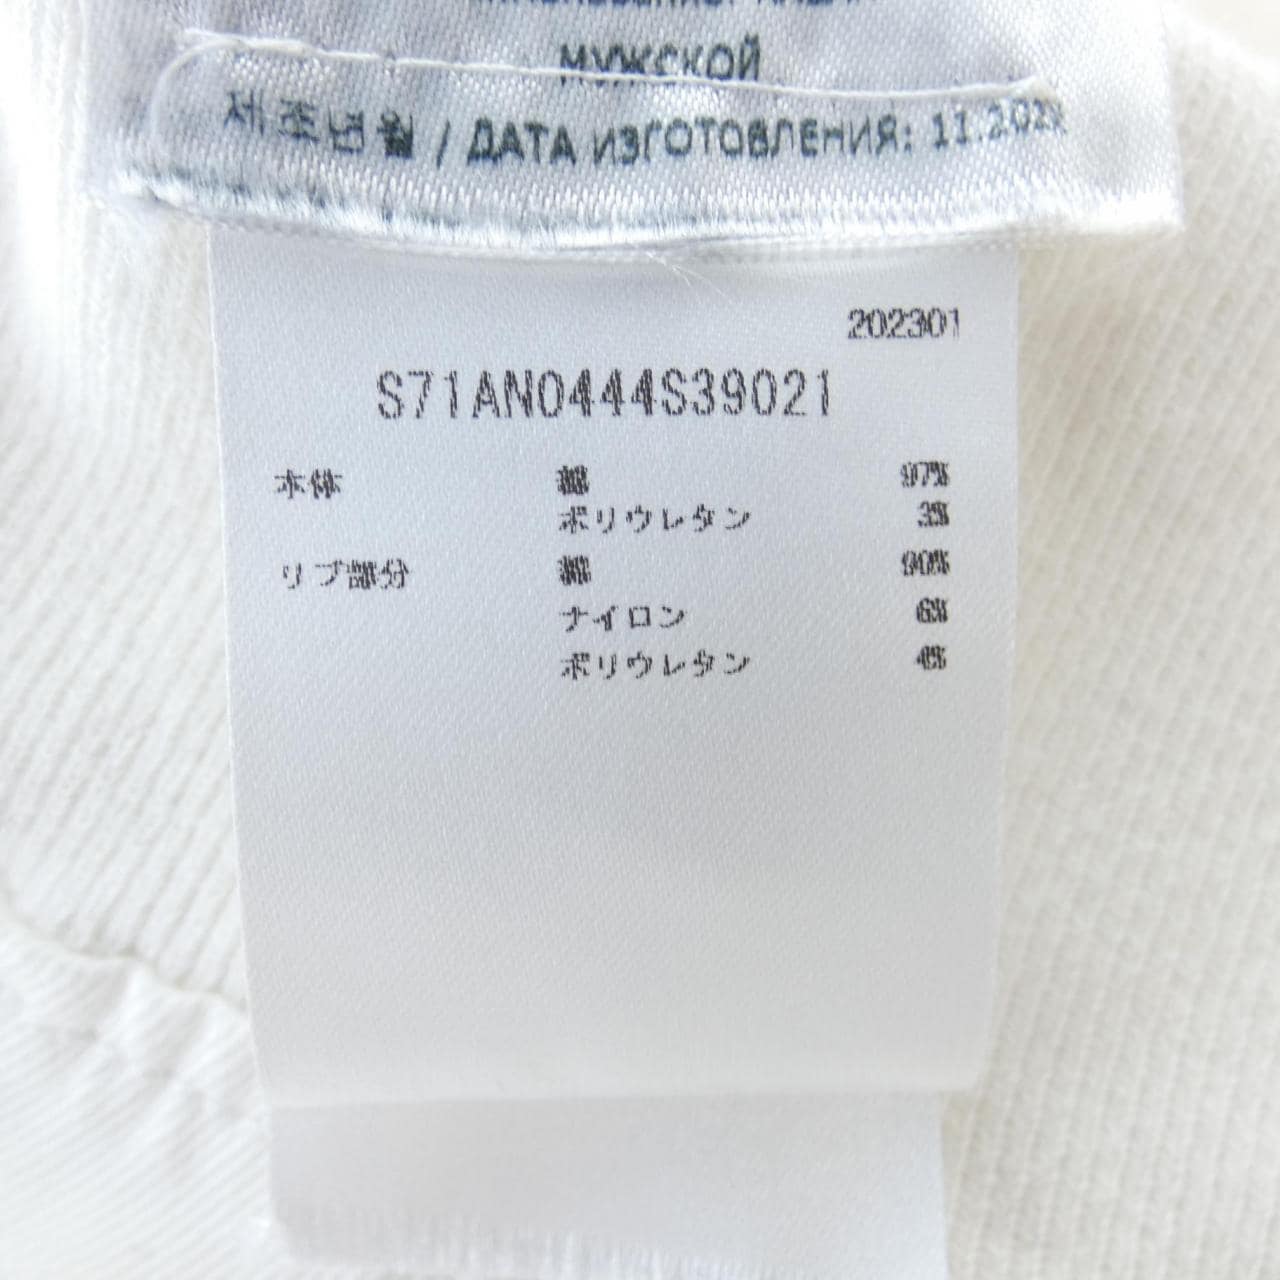 МУЖСКОЙ
제조년월 / ДАТА ИЗГОТОВЛЕНИЯ: 11.2022
202301
S71AN0444S39021
本体 綿 97%
ポリウレタン 3%
リブ部分 綿 90%
ナイロン 6%
ポリウレタン 4%